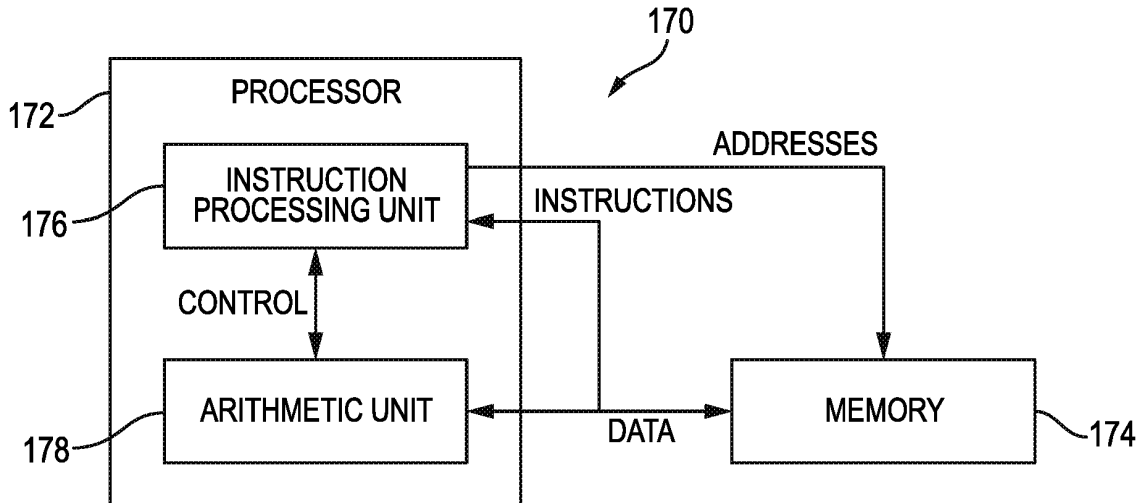 170
172
PROCESSOR
ADDRESSES
INSTRUCTION
PROCESSING UNIT
176
INSTRUCTIONS
CONTROL
ARITHMETIC UNIT
178
DATA
MEMORY
174